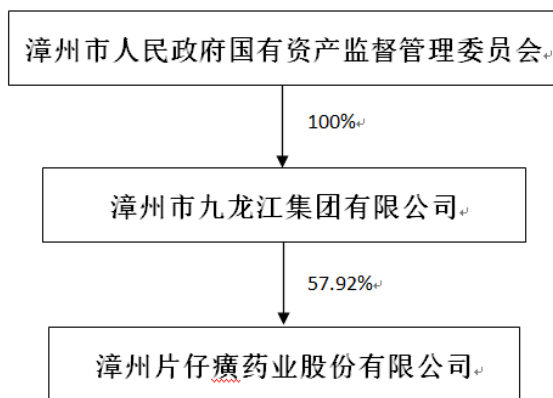 漳州市人民政府国有资产监督管理委员会
100%
漳州市九龙江集团有限公司
57.92%
漳州片仔癀药业股份有限公司